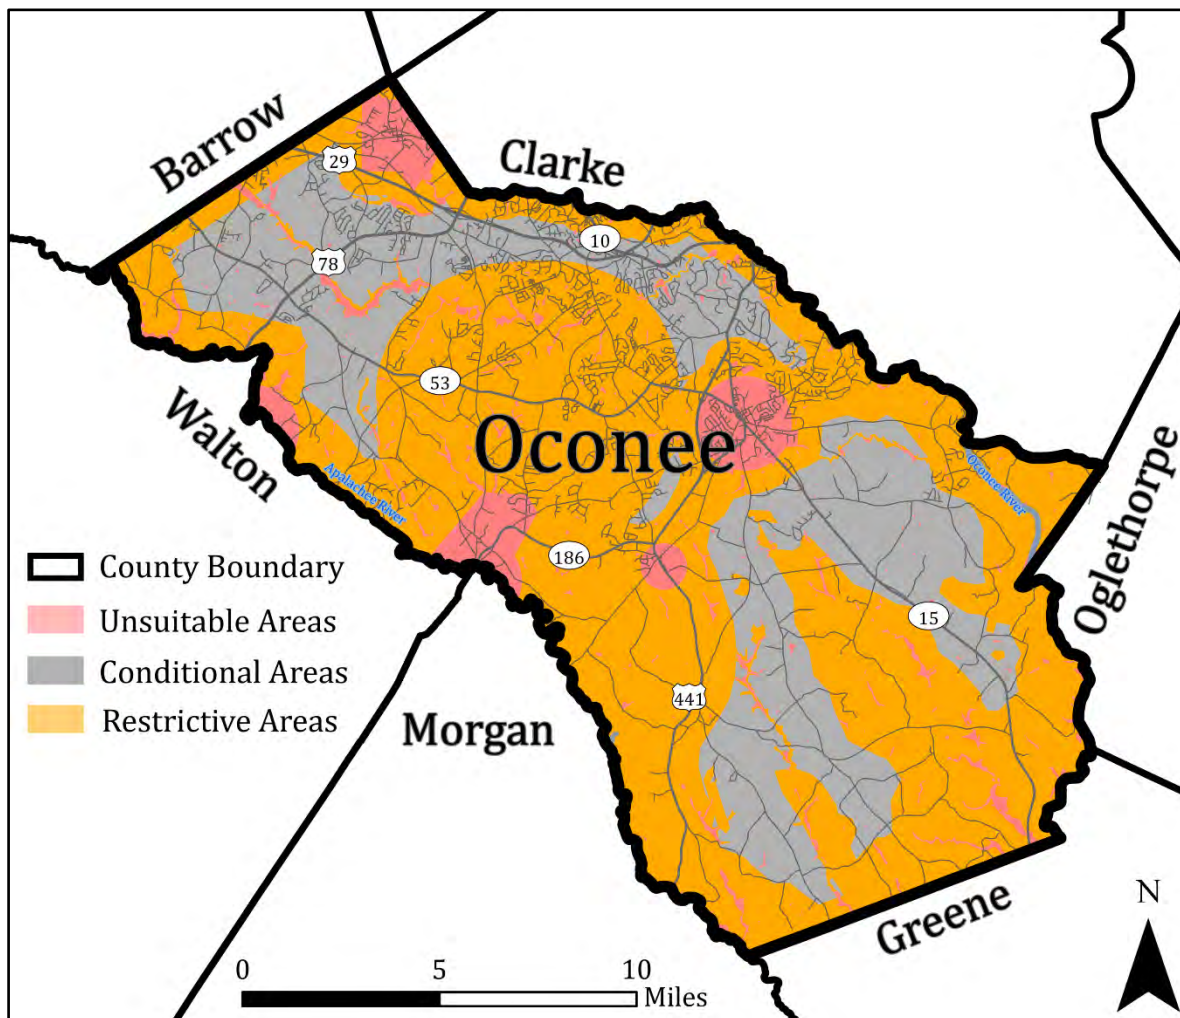 Barrow
Clarke
29
10
78
53
Oconee
Walton
Apalachee River
Oconee River
Oglethorpe
186
15
441
Morgan
Greene
County Boundary
Unsuitable Areas
Conditional Areas
Restrictive Areas
0 5 10
Miles
N